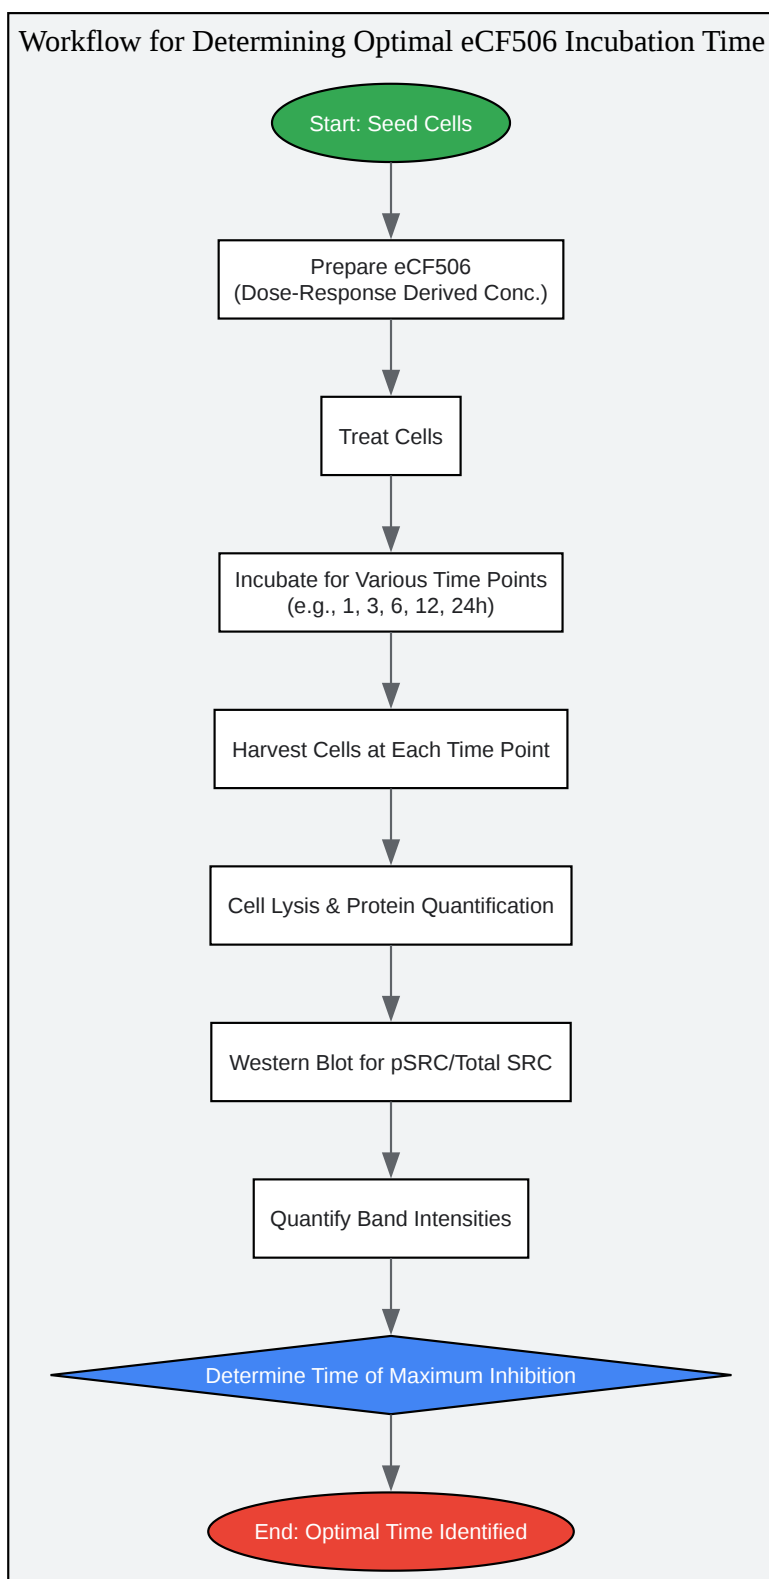 Workflow for Determining Optimal eCF506 Incubation Time
Start: Seed Cells
Prepare eCF506
(Dose-Response Derived Conc.)
Treat Cells
Incubate for Various Time Points
(e.g., 1, 3, 6, 12, 24h)
Harvest Cells at Each Time Point
Cell Lysis & Protein Quantification
Western Blot for pSRC/Total SRC
Quantify Band Intensities
Determine Time of Maximum Inhibition
End: Optimal Time Identified